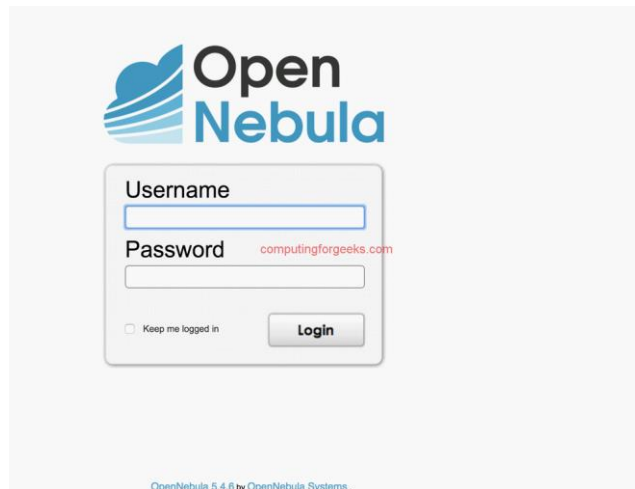 Open
Nebula
Username
Password
computingforgeeks.com
Keep me logged in
Login
OpenNebula 5.4.6 by OpenNebula Systems.